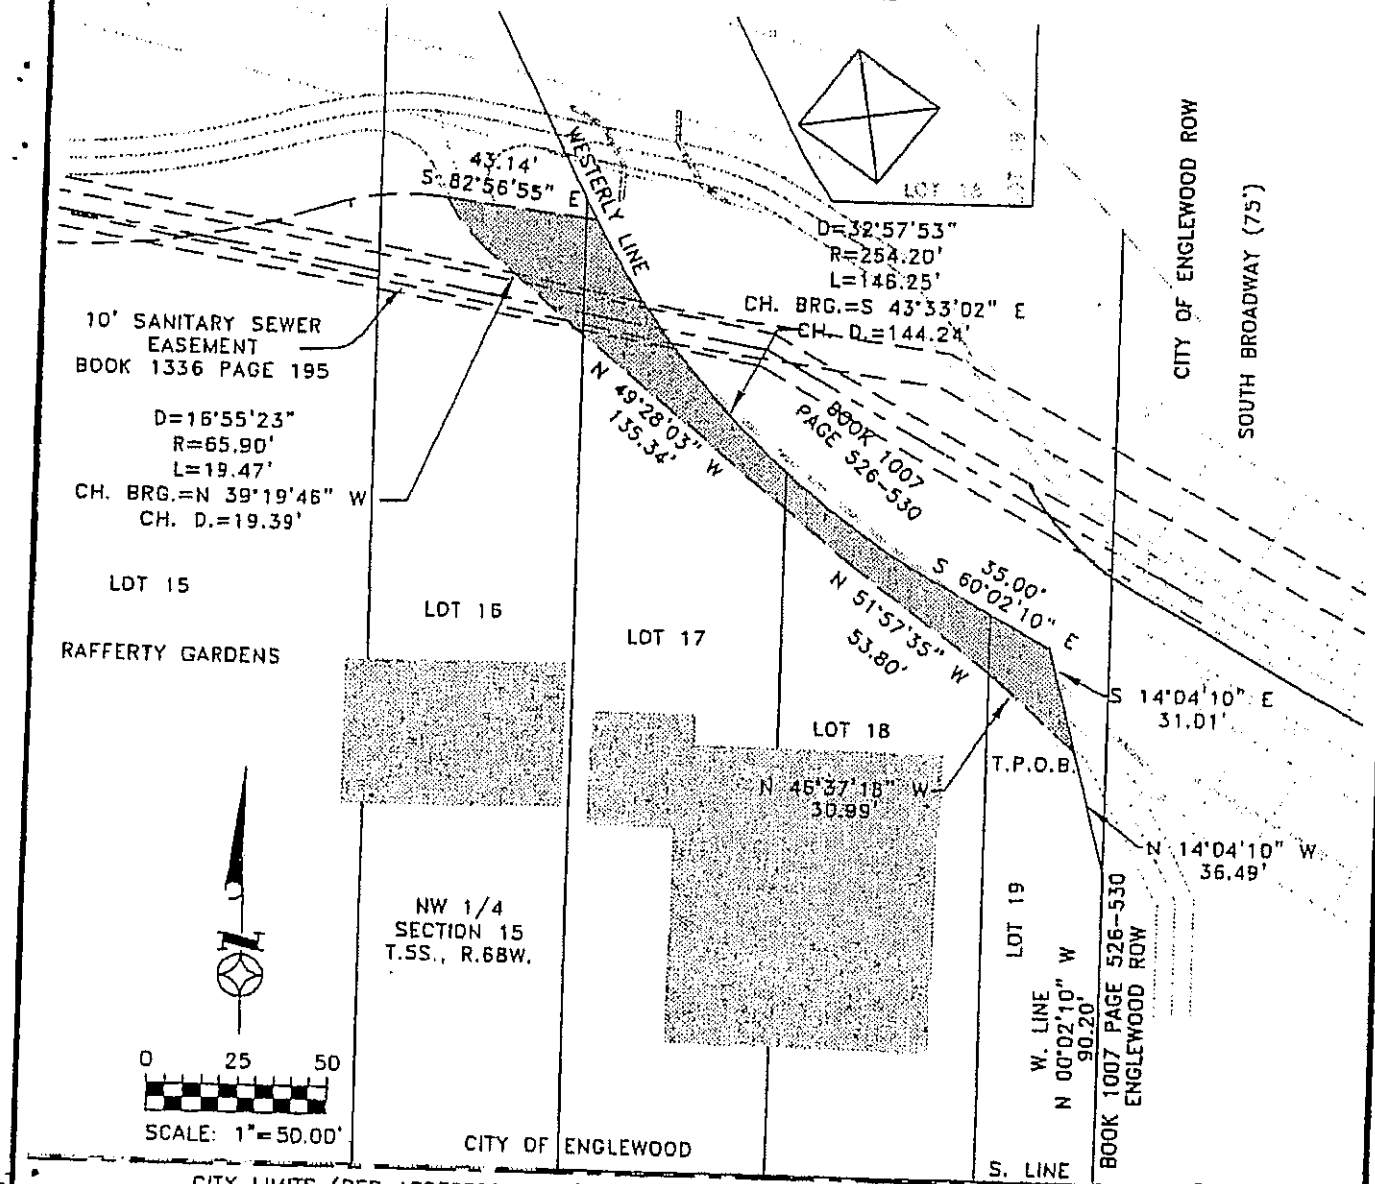 43.14'
S 82°56'55" E
WESTERLY LINE
LOT 18
D=32°57'53"
R=254.20'
L=146.25'
CH. BRG.=S 43°33'02" E
CH. D.=144.24'
CITY OF ENGLEWOOD ROW
SOUTH BROADWAY (75')
10' SANITARY SEWER
EASEMENT
BOOK 1336 PAGE 195
D=16°55'23"
R=65.90'
L=19.47'
CH. BRG.=N 39°19'46" W
CH. D.=19.39'
N 49°28'03" W
135.34'
BOOK 1007
PAGE 526-530
35.00'
S 60°02'10" E
N 51°57'35" W
53.80'
LOT 15
LOT 16
LOT 17
RAFFERTY GARDENS
S 14°04'10" E
31.01'
LOT 18
T.P.O.B.
N 46°37'18" W
30.99'
N 14°04'10" W
36.49'
NW 1/4
SECTION 15
T.5S., R.68W.
LOT 19
W. LINE
N 00°02'10" W
90.20'
BOOK 1007 PAGE 526-530
ENGLEWOOD ROW
N
0 25 50
SCALE: 1"=50.00'
CITY OF ENGLEWOOD
S. LINE
CITY LIMITS (PER